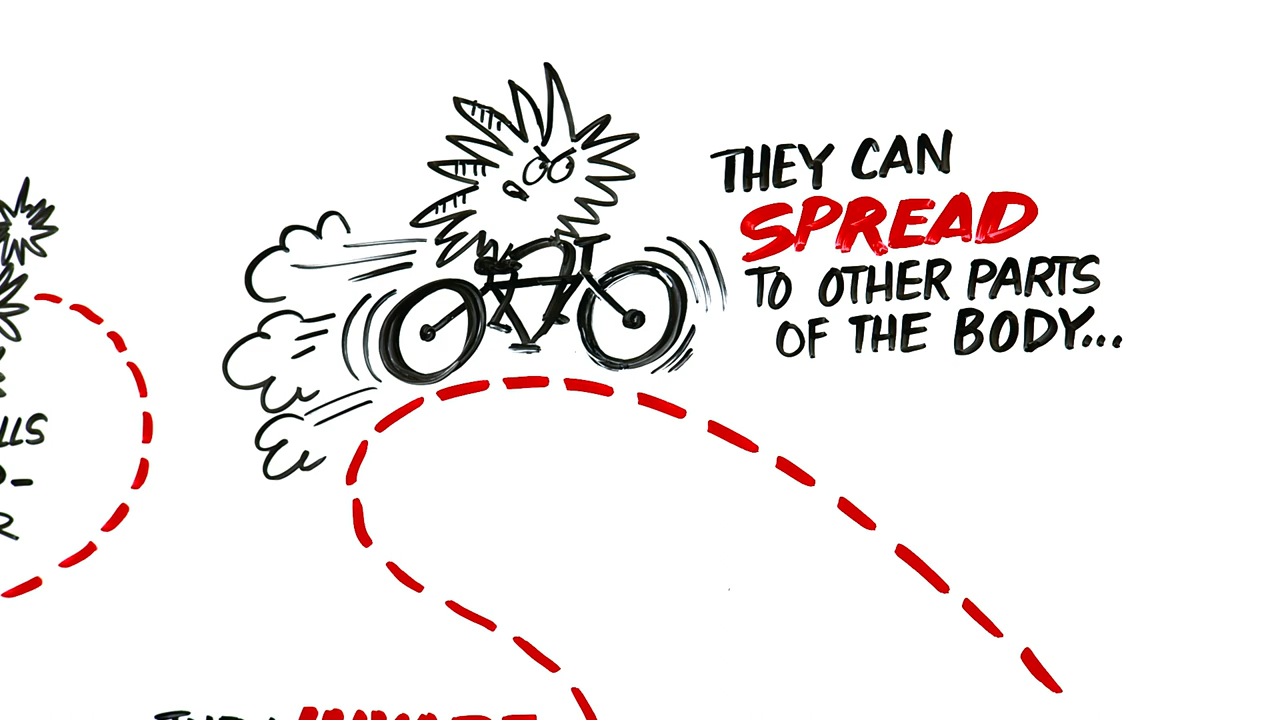 THEY CAN
SPREAD
TO OTHER PARTS
OF THE BODY...